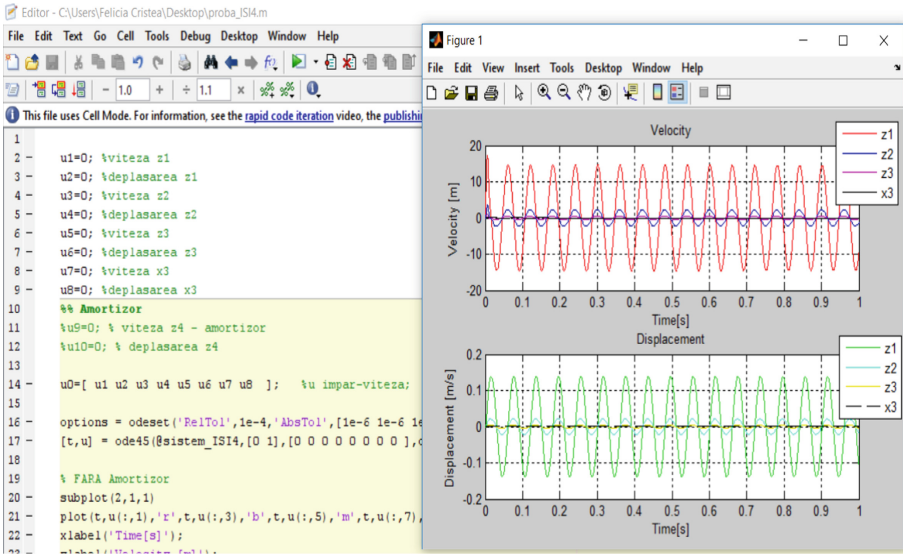 Editor - C:\Users\Felicia Cristea\Desktop\proba_ISI4.m
File Edit Text Go Cell Tools Debug Desktop Window Help
- 1.0 + ÷ 1.1 ×
This file uses Cell Mode. For information, see the rapid code iteration video, the publishin
1
2 - u1=0; %viteza z1
3 - u2=0; %deplasarea z1
4 - u3=0; %viteza z2
5 - u4=0; %deplasarea z2
6 - u5=0; %viteza z3
7 - u6=0; %deplasarea z3
8 - u7=0; %viteza x3
9 - u8=0; %deplasarea x3
10 %% Amortizor
11 %u9=0; % viteza z4 - amortizor
12 %u10=0; % deplasarea z4
13
14 - u0=[ u1 u2 u3 u4 u5 u6 u7 u8 ]; %u impar-viteza;
15
16 - options = odeset('RelTol',1e-4,'AbsTol',[1e-6 1e-6 1e
17 - [t,u] = ode45(@sistem_ISI4,[0 1],[0 0 0 0 0 0 0 0 ],o
18
19 % FARA Amortizor
20 - subplot(2,1,1)
21 - plot(t,u(:,1),'r',t,u(:,3),'b',t,u(:,5),'m',t,u(:,7),
22 - xlabel('Time[s]');
23 - ylabel('Velocity [m]');
Figure 1
File Edit View Insert Tools Desktop Window Help
Velocity
Velocity [m]
20
10
0
-10
-20
0 0.1 0.2 0.3 0.4 0.5 0.6 0.7 0.8 0.9 1
Time[s]
z1
z2
z3
x3
Displacement
Displacement [m/s]
0.2
0.1
0
-0.1
-0.2
0 0.1 0.2 0.3 0.4 0.5 0.6 0.7 0.8 0.9 1
Time[s]
z1
z2
z3
x3